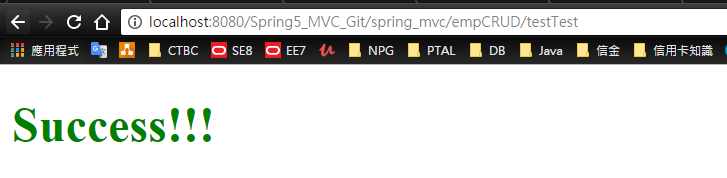 localhost:8080/Spring5_MVC_Git/spring_mvc/empCRUD/testTest
應用程式 CTBC SE8 EE7 NPG PTAL DB Java 信金 信用卡知識
Success!!!